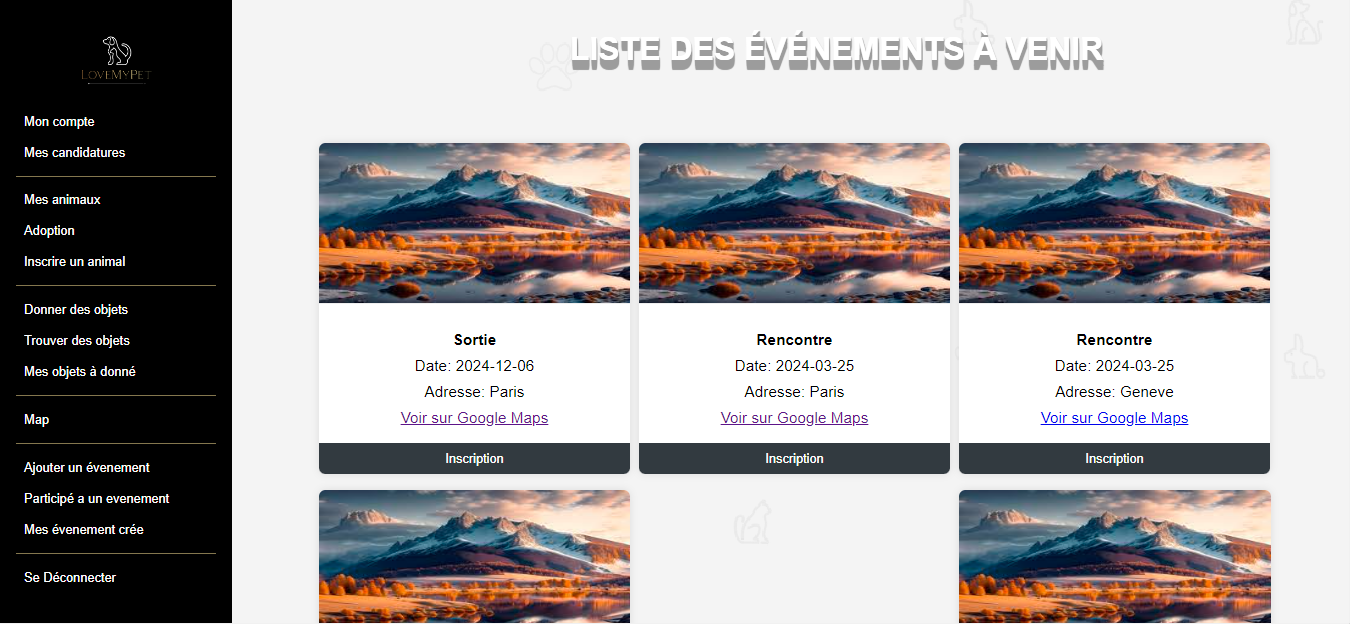 LOVEMYPET
Mon compte
Mes candidatures
Mes animaux
Adoption
Inscrire un animal
Donner des objets
Trouver des objets
Mes objets à donné
Map
Ajouter un évenement
Participé a un evenement
Mes évenement crée
Se Déconnecter
LISTE DES ÉVÉNEMENTS À VENIR
Sortie
Date: 2024-12-06
Adresse: Paris
Voir sur Google Maps
Inscription
Rencontre
Date: 2024-03-25
Adresse: Paris
Voir sur Google Maps
Inscription
Rencontre
Date: 2024-03-25
Adresse: Geneve
Voir sur Google Maps
Inscription